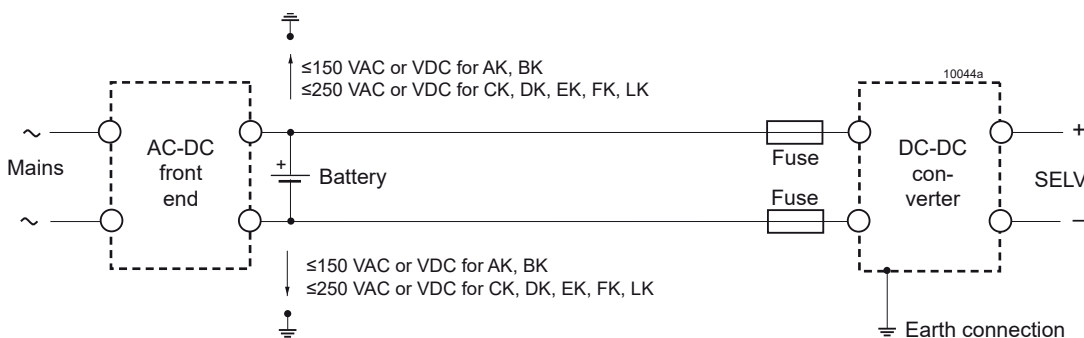 ≤150 VAC or VDC for AK, BK
≤250 VAC or VDC for CK, DK, EK, FK, LK
10044a
~
Mains
~
AC-DC
front
end
+
Battery
Fuse
Fuse
DC-DC
con-
verter
+
SELV
–
≤150 VAC or VDC for AK, BK
≤250 VAC or VDC for CK, DK, EK, FK, LK
Earth connection